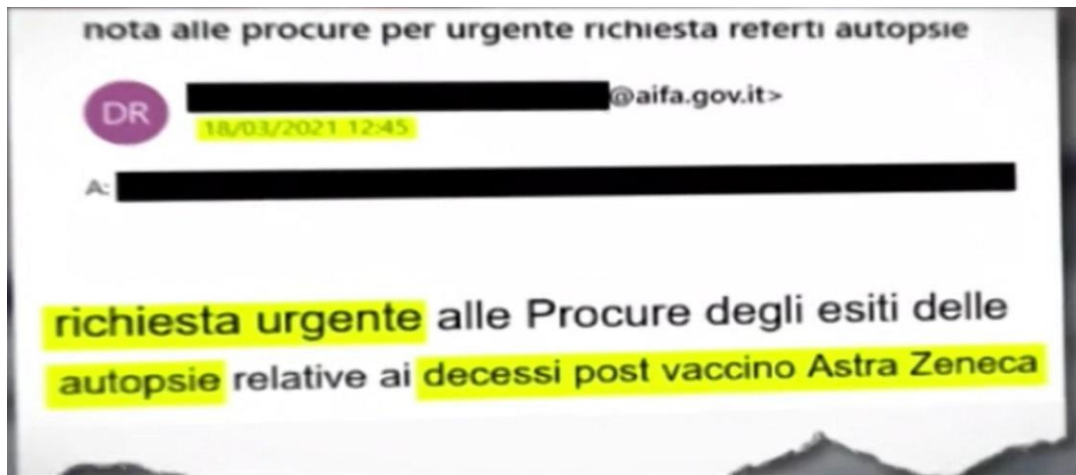 nota alle procure per urgente richiesta referti autopsie
DR
@aifa.gov.it>
18/03/2021 12:45
A:
richiesta urgente alle Procure degli esiti delle
autopsie relative ai decessi post vaccino Astra Zeneca